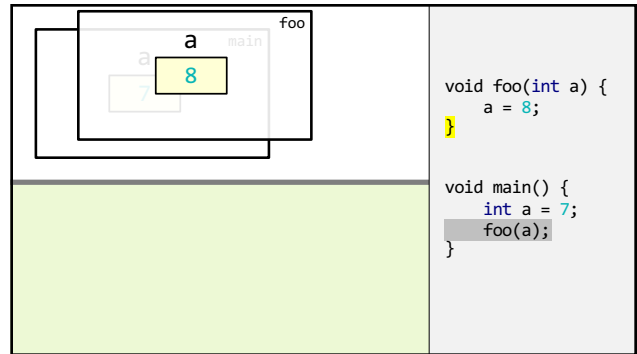 foo
a
main
a
8
7
void foo(int a) {
a = 8;
}
void main() {
int a = 7;
foo(a);
}